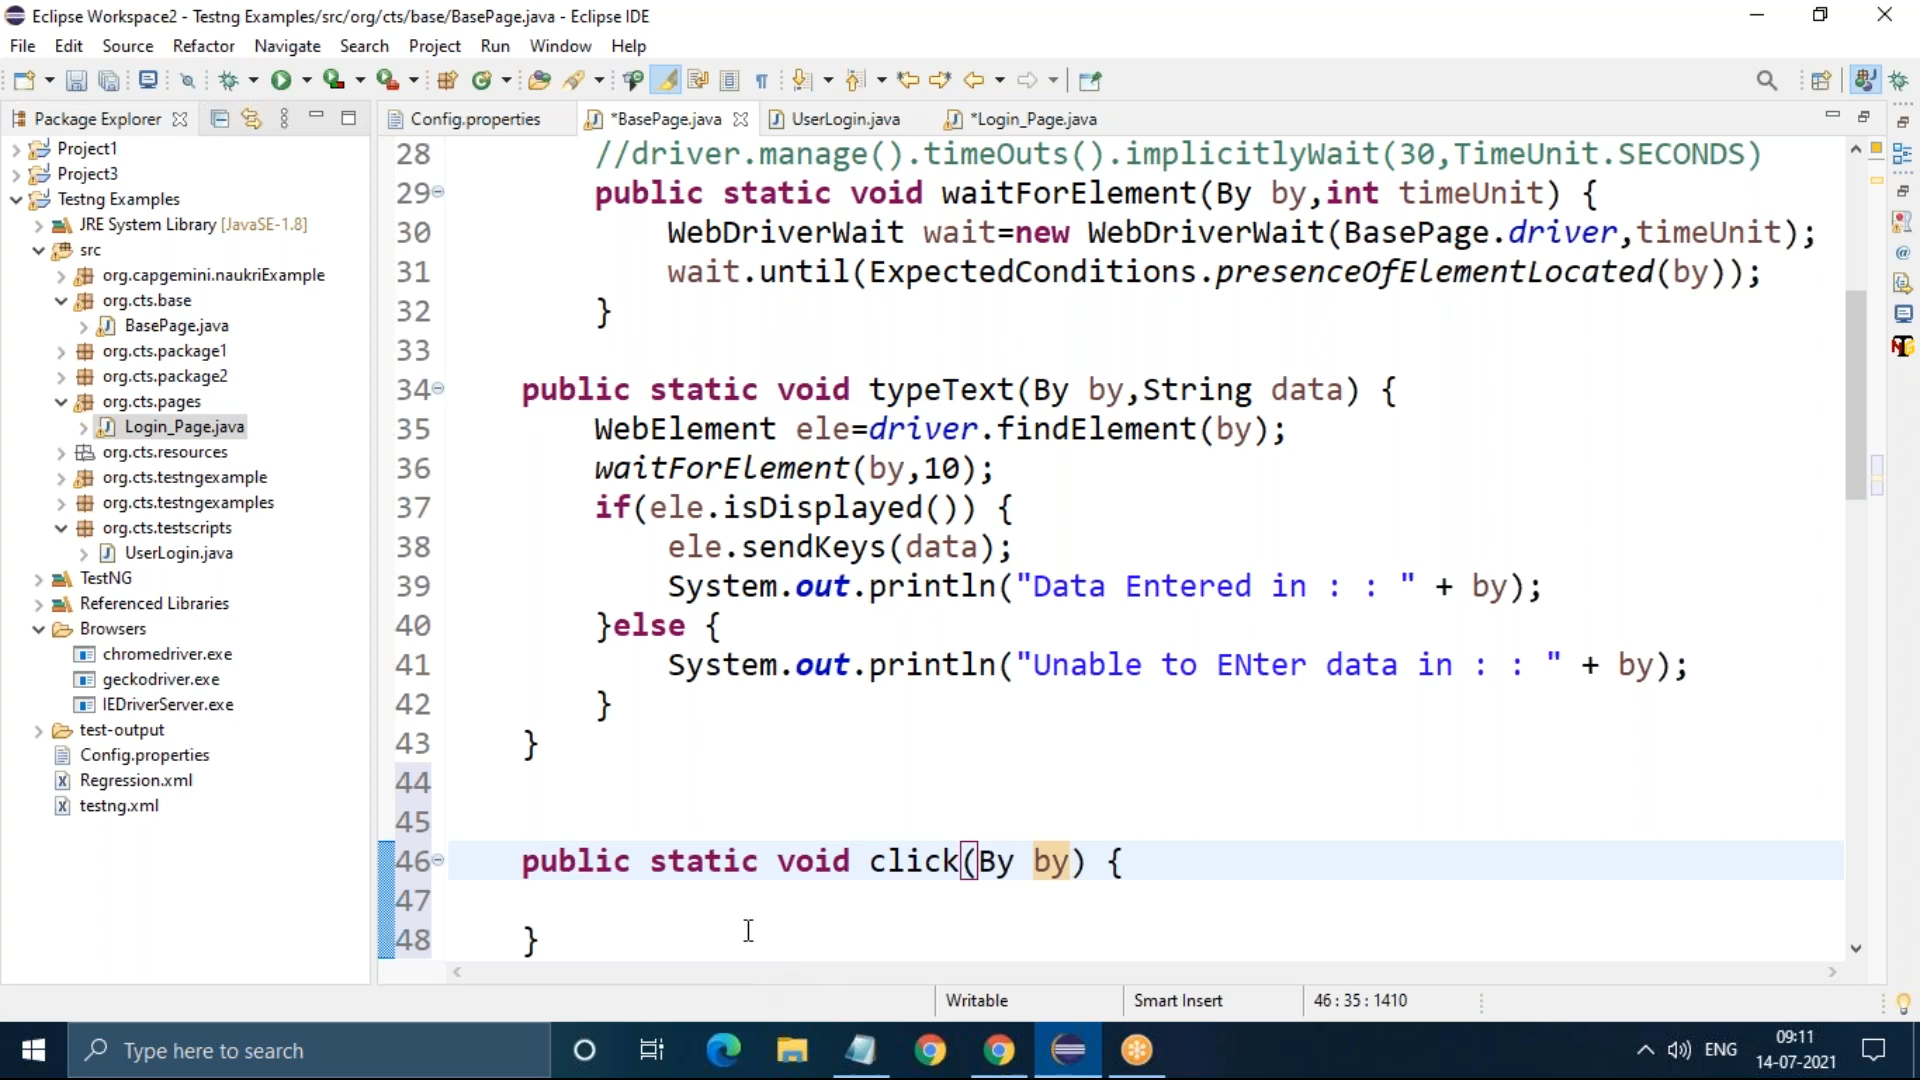 Eclipse Workspace2 - Testng Examples/src/org/cts/base/BasePage.java - Eclipse IDE
File Edit Source Refactor Navigate Search Project Run Window Help
Package Explorer
Project1
Project3
Testng Examples
JRE System Library [JavaSE-1.8]
src
org.capgemini.naukriExample
org.cts.base
BasePage.java
org.cts.package1
org.cts.package2
org.cts.pages
Login_Page.java
org.cts.resources
org.cts.testngexample
org.cts.testngexamples
org.cts.testscripts
UserLogin.java
TestNG
Referenced Libraries
Browsers
chromedriver.exe
geckodriver.exe
IEDriverServer.exe
test-output
Config.properties
Regression.xml
testng.xml
Config.properties *BasePage.java UserLogin.java *Login_Page.java
28 //driver.manage().timeOuts().implicitlyWait(30,TimeUnit.SECONDS)
29 public static void waitForElement(By by,int timeUnit) {
30 WebDriverWait wait=new WebDriverWait(BasePage.driver,timeUnit);
31 wait.until(ExpectedConditions.presenceOfElementLocated(by));
32 }
33
34 public static void typeText(By by,String data) {
35 WebElement ele=driver.findElement(by);
36 waitForElement(by,10);
37 if(ele.isDisplayed()) {
38 ele.sendKeys(data);
39 System.out.println("Data Entered in : : " + by);
40 }else {
41 System.out.println("Unable to ENter data in : : " + by);
42 }
43 }
44
45
46 public static void click(By by) {
47
48 }
Writable Smart Insert 46 : 35 : 1410
Type here to search
ENG
09:11
14-07-2021